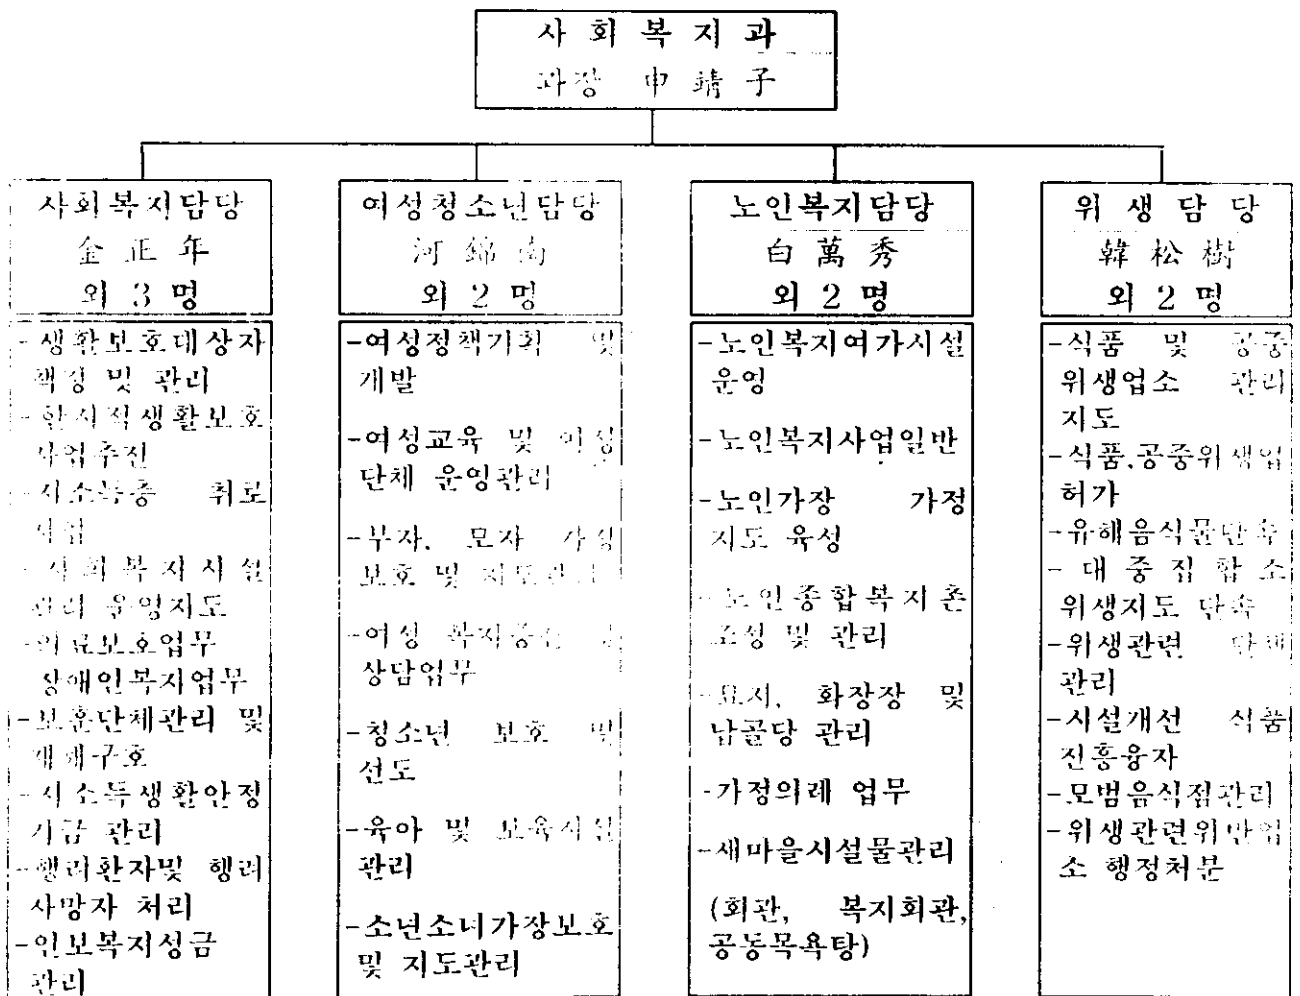 사 회 복 지 과
과장 申 靖 子
사회복지담당
金 正 年
외 3 명
-생활보호대상자
책정 및 관리
-한시적생활보호
사업추진
-저소득층 취로
사업
-사회복지시설
관리 운영지도
-의료보호업무
장애인복지업무
-보훈단체관리 및
재해구호
-저소득생활안정
기금 관리
-행려환자및 행려
사망자 처리
-인보복지성금
관리
여성청소년담당
河 錦 南
외 2 명
-여성정책기획 및
개발
-여성교육 및 여성
단체 운영관리
-부자, 모자 가정
보호 및 지도관리
-여성 복지증진
상담업무
-청소년 보호 및
선도
-육아 및 보육시설
관리
-소년소녀가장보호
및 지도관리
노인복지담당
白 萬 秀
외 2 명
-노인복지여가시설
운영
-노인복지사업일반
-노인가장 가정
지도 육성
-노인종합복지촌
조성 및 관리
-묘지, 화장장 및
납골당 관리
-가정의례 업무
-새마을시설물관리
(회관, 복지회관,
공동목욕탕)
위 생 담 당
韓 松 樹
외 2 명
-식품 및 공중
위생업소 관리
지도
-식품.공중위생업
허가
-유해음식물단속
-대중집합소
위생지도 단속
-위생관련 단체
관리
-시설개선 식품
진흥융자
-모범음식점관리
-위생관련위반업
소 행정처분